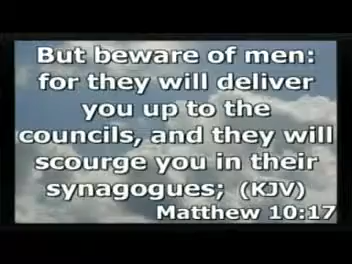 But beware of men:
for they will deliver
you up to the
councils, and they will
scourge you in their
synagogues; (KJV)
Matthew 10:17